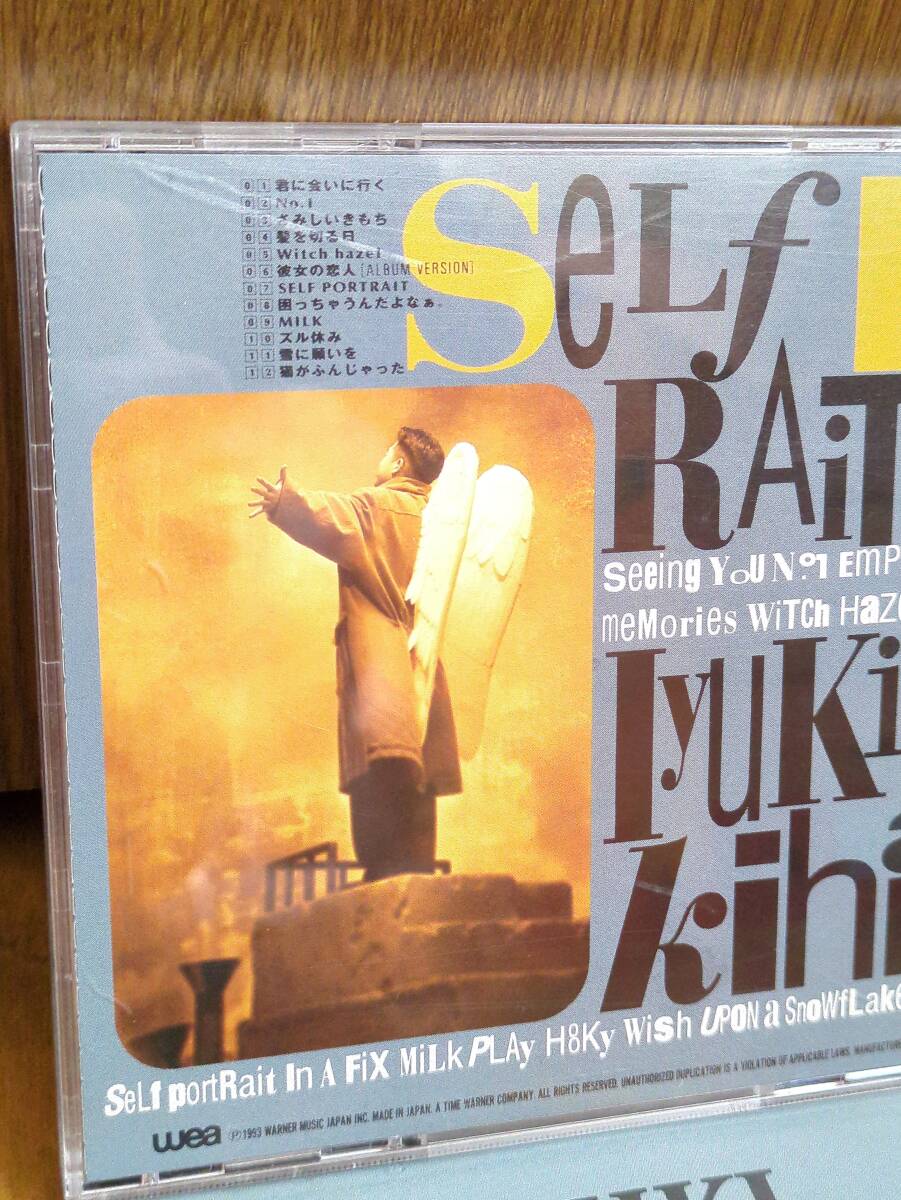 01 君に会いに行く
02 No.1
03 さみしいきもち
04 髪を切る日
05 Witch hazel
06 彼女の恋人 [ALBUM VERSION]
07 SELF PORTRAIT
08 困っちゃうんだよなぁ。
09 MILK
10 ズル休み
11 雪に願いを
12 猫がふんじゃった
SeLf
RAiT
Seeing YoU No.1 EmP
meMories WiTCh Haze
IyuKi
kihi
SeLf portRait In A FiX MiLk PLAy H8Ky Wish UPON a SnoWfLake
wea ℗1993 WARNER MUSIC JAPAN INC. MADE IN JAPAN. A TIME WARNER COMPANY. ALL RIGHTS RESERVED. UNAUTHORIZED DUPLICATION IS A VIOLATION OF APPLICABLE LAWS. MANUFACTURE